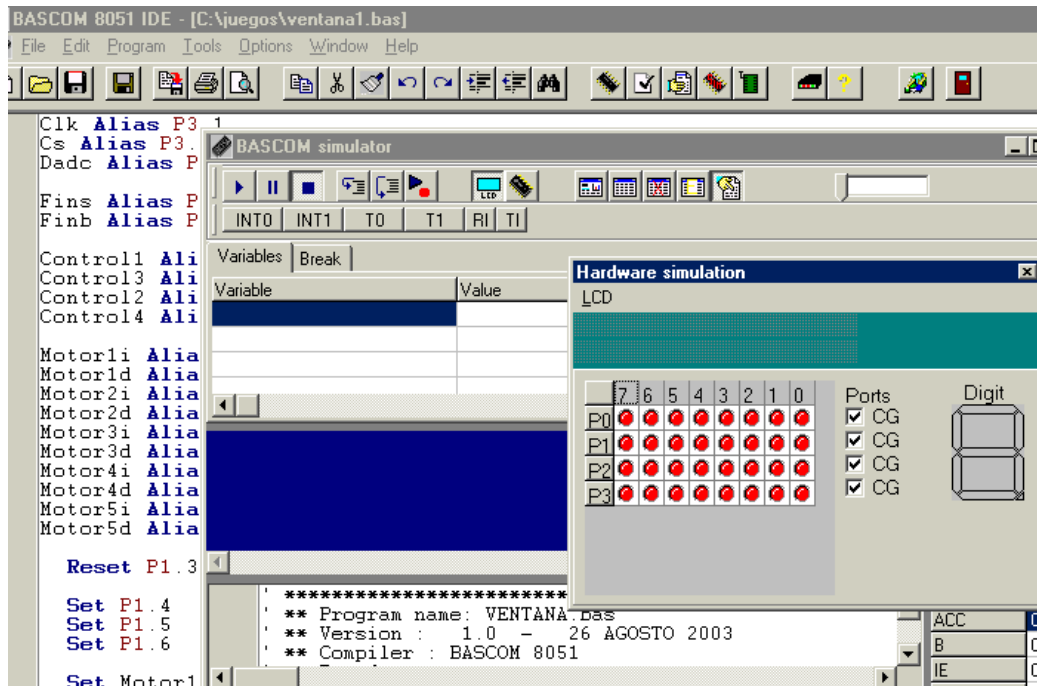 BASCOM 8051 IDE - [C:\juegos\ventana1.bas]
File Edit Program Tools Options Window Help
Clk Alias P3.1
Cs Alias P3.
Dadc Alias P
Fins Alias P
Finb Alias P
Control1 Ali
Control3 Ali
Control2 Ali
Control4 Ali
Motor1i Alia
Motor1d Alia
Motor2i Alia
Motor2d Alia
Motor3i Alia
Motor3d Alia
Motor4i Alia
Motor4d Alia
Motor5i Alia
Motor5d Alia
Reset P1.3
Set P1.4
Set P1.5
Set P1.6
Set Motor1
BASCOM simulator
LCD
INT0 INT1 T0 T1 RI TI
Variables Break
Variable Value
' ******************************
' ** Program name: VENTANA.bas
' ** Version : 1.0 - 26 AGOSTO 2003
' ** Compiler : BASCOM 8051
Hardware simulation
LCD
7 6 5 4 3 2 1 0
P0
P1
P2
P3
Ports
CG
CG
CG
CG
Digit
ACC 0
B 0
IE 0